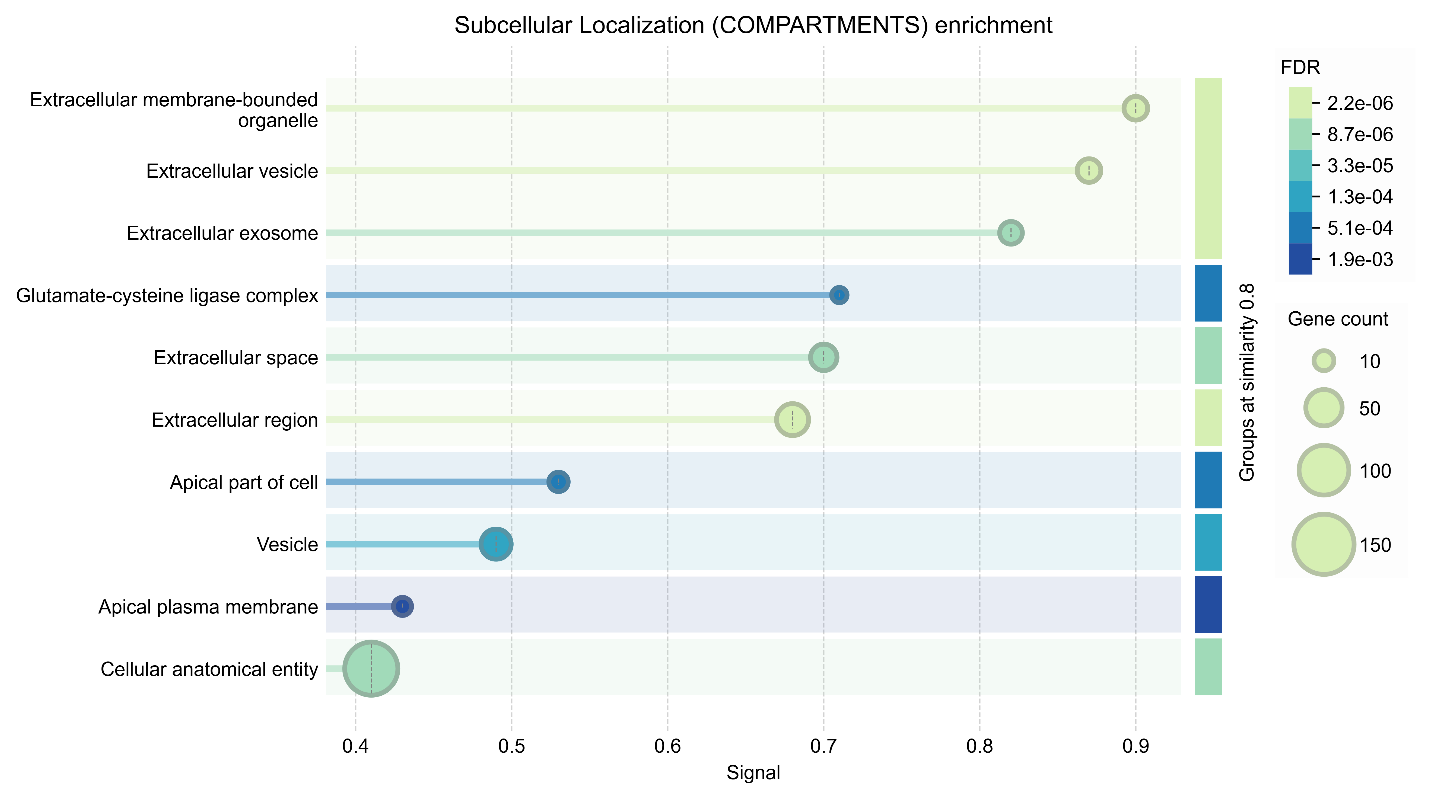 Subcellular Localization (COMPARTMENTS) enrichment
Extracellular membrane-bounded
organelle
Extracellular vesicle
Extracellular exosome
Glutamate-cysteine ligase complex
Extracellular space
Extracellular region
Apical part of cell
Vesicle
Apical plasma membrane
Cellular anatomical entity
0.4 0.5 0.6 0.7 0.8 0.9
Signal
Groups at similarity 0.8
FDR
2.2e-06
8.7e-06
3.3e-05
1.3e-04
5.1e-04
1.9e-03
Gene count
10
50
100
150